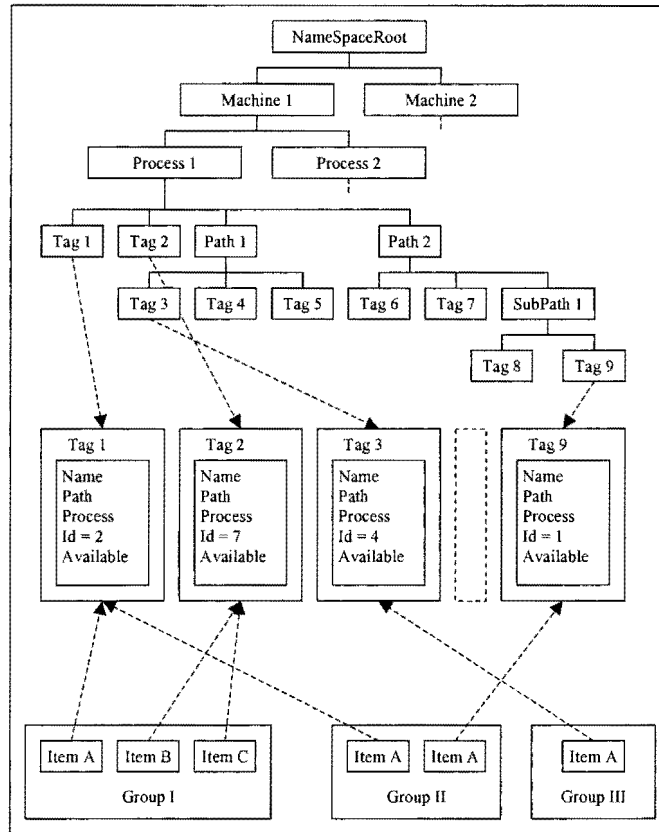 NameSpaceRoot
Machine 1
Machine 2
Process 1
Process 2
Tag 1
Tag 2
Path 1
Path 2
Tag 3
Tag 4
Tag 5
Tag 6
Tag 7
SubPath 1
Tag 8
Tag 9
Tag 1
Name
Path
Process
Id = 2
Available
Tag 2
Name
Path
Process
Id = 7
Available
Tag 3
Name
Path
Process
Id = 4
Available
Tag 9
Name
Path
Process
Id = 1
Available
Item A
Item B
Item C
Group I
Item A
Item A
Group II
Item A
Group III